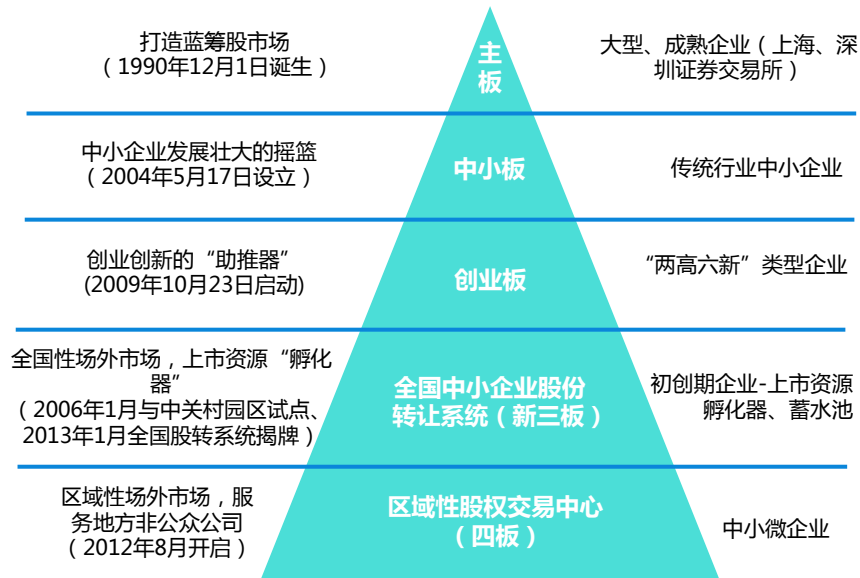 打造蓝筹股市场
（1990年12月1日诞生）
主
板
大型、成熟企业（上海、深
圳证券交易所）
中小企业发展壮大的摇篮
（2004年5月17日设立）
中小板
传统行业中小企业
创业创新的“助推器”
(2009年10月23日启动)
创业板
“两高六新”类型企业
全国性场外市场，上市资源“孵化
器”
（2006年1月与中关村园区试点、
2013年1月全国股转系统揭牌）
全国中小企业股份
转让系统（新三板）
初创期企业-上市资源
孵化器、蓄水池
区域性场外市场，服
务地方非公众公司
（2012年8月开启）
区域性股权交易中心
（四板）
中小微企业